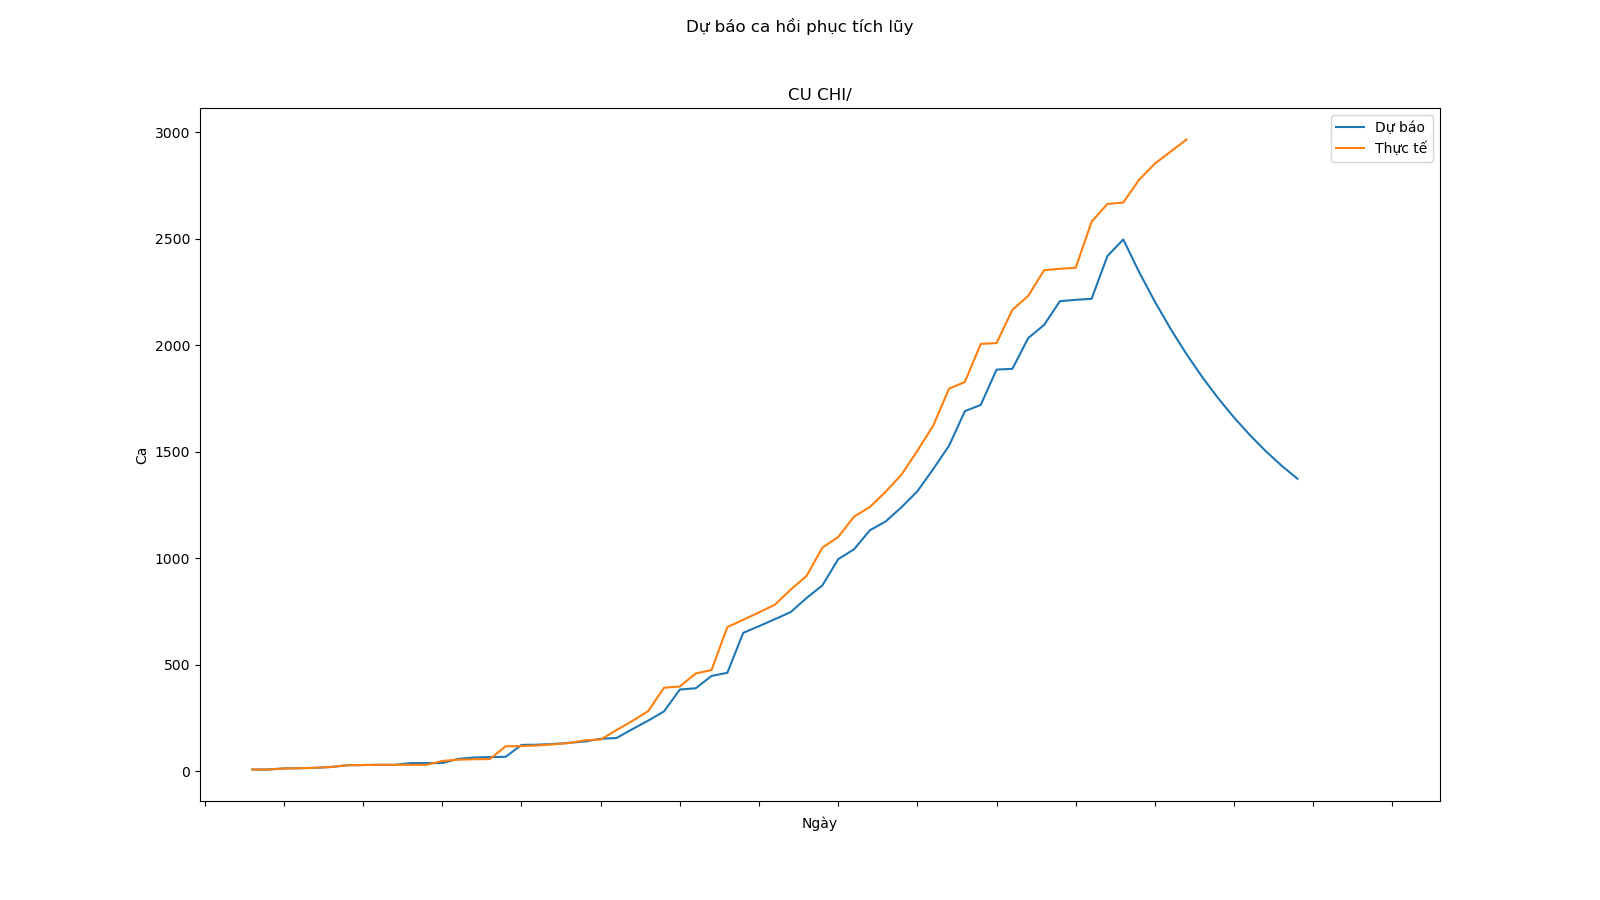 Dự báo ca hồi phục tích lũy
CU CHI/
Dự báo
Thực tế
3000
2500
2000
1500
1000
500
0
Ca
Ngày